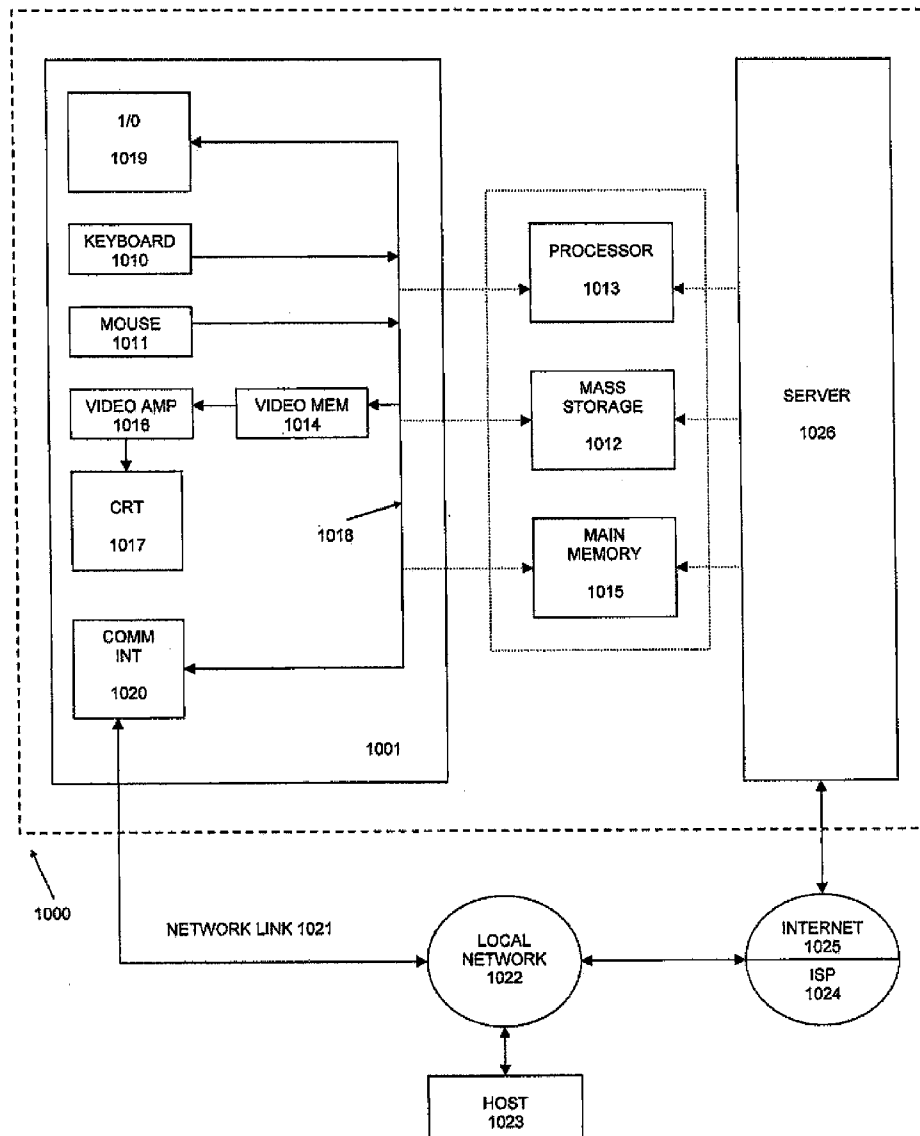 1/0
1019
KEYBOARD
1010
MOUSE
1011
VIDEO AMP
1016
VIDEO MEM
1014
CRT
1017
1018
COMM
INT
1020
1001
PROCESSOR
1013
MASS
STORAGE
1012
MAIN
MEMORY
1015
SERVER
1026
1000
NETWORK LINK 1021
LOCAL
NETWORK
1022
INTERNET
1025
ISP
1024
HOST
1023